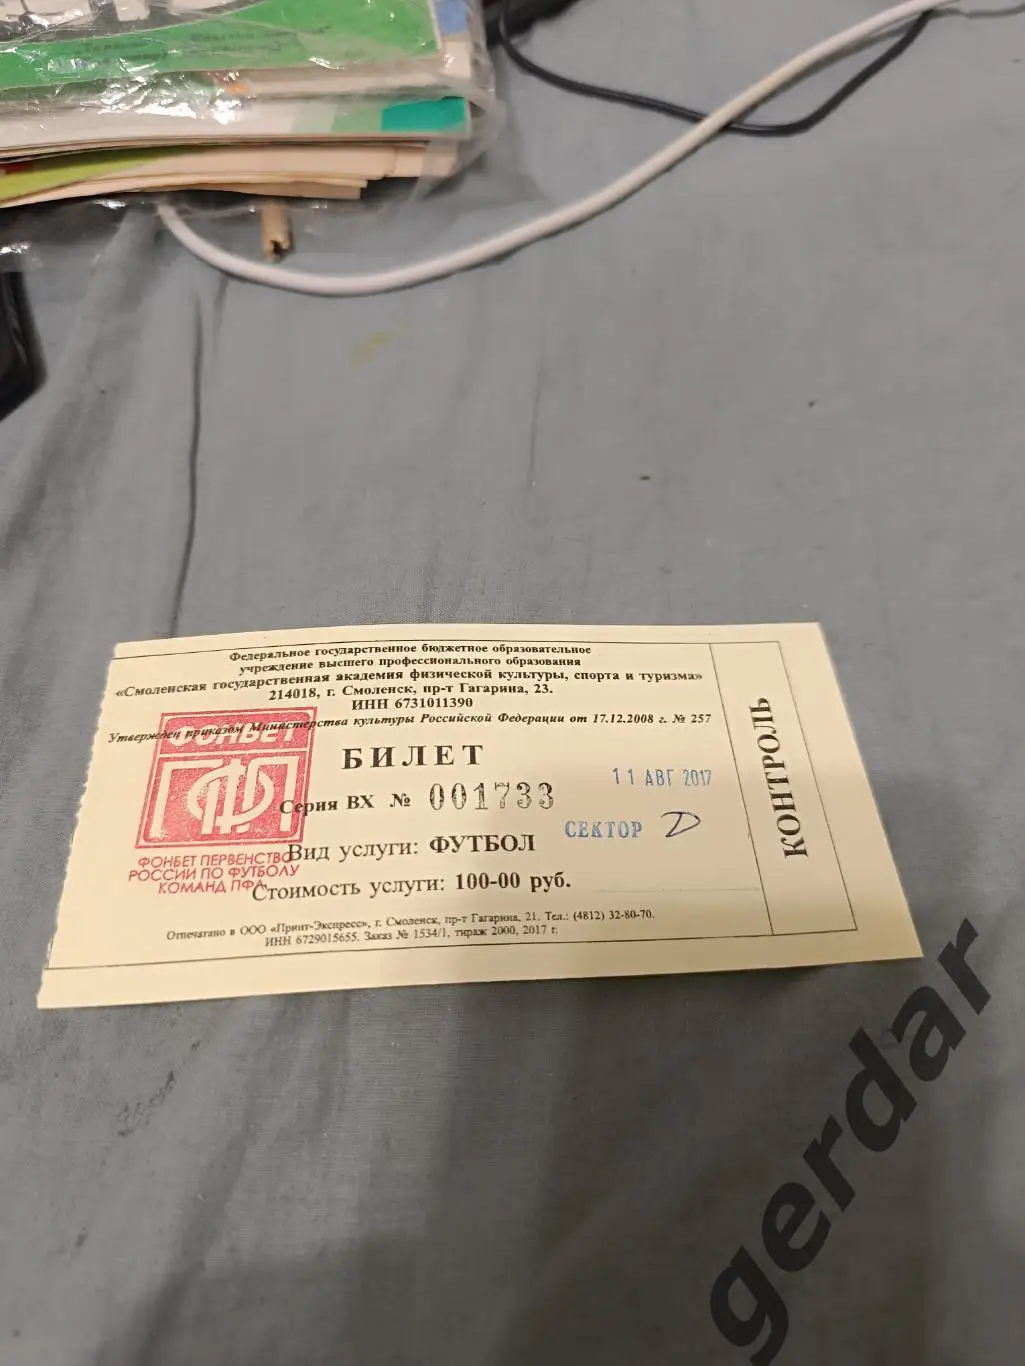 Федеральное государственное бюджетное образовательное
учреждение высшего профессионального образования
«Смоленская государственная академия физической культуры, спорта и туризма»
214018, г. Смоленск, пр-т Гагарина, 23.
ИНН 6731011390
Утвержден приказом Министерства культуры Российской Федерации от 17.12.2008 г. № 257
ФОНБЕТ
ПФЛ
ФОНБЕТ ПЕРВЕНСТВО
РОССИИ ПО ФУТБОЛУ
КОМАНД ПФЛ
БИЛЕТ
11 АВГ 2017
Серия ВХ № 001733
СЕКТОР D
Вид услуги: ФУТБОЛ
Стоимость услуги: 100-00 руб.
Отпечатано в ООО «Принт-Экспресс», г. Смоленск, пр-т Гагарина, 21. Тел.: (4812) 32-80-70.
ИНН 6729015655. Заказ № 1534/1, тираж 2000, 2017 г.
КОНТРОЛЬ
gerdar